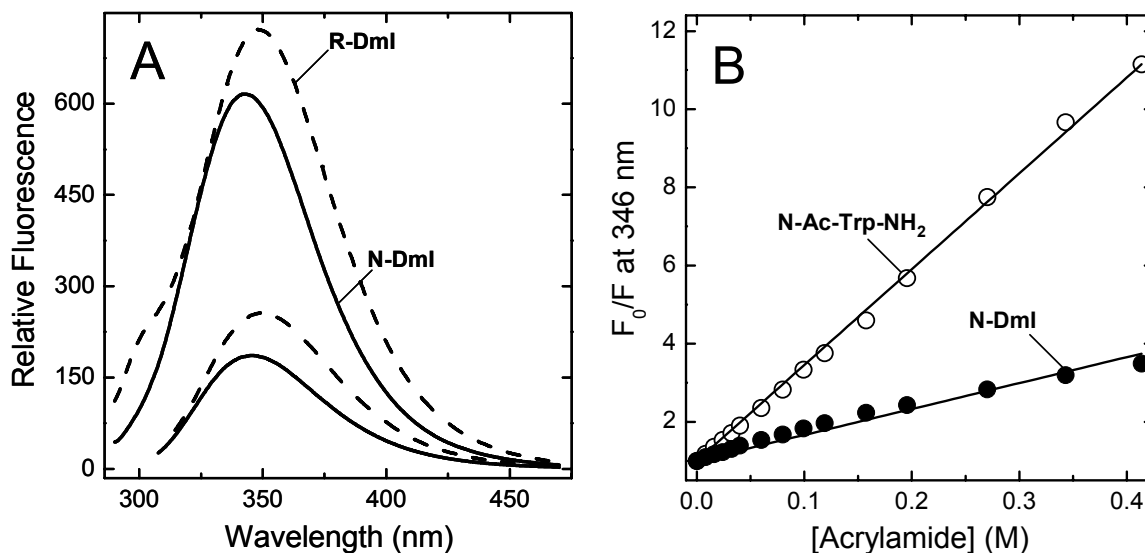 A
R-DmI
N-DmI
Relative Fluorescence
600
450
300
150
0
300
350
400
450
Wavelength (nm)
B
N-Ac-Trp-NH₂
N-DmI
F₀/F at 346 nm
12
10
8
6
4
2
0.0
0.1
0.2
0.3
0.4
[Acrylamide] (M)